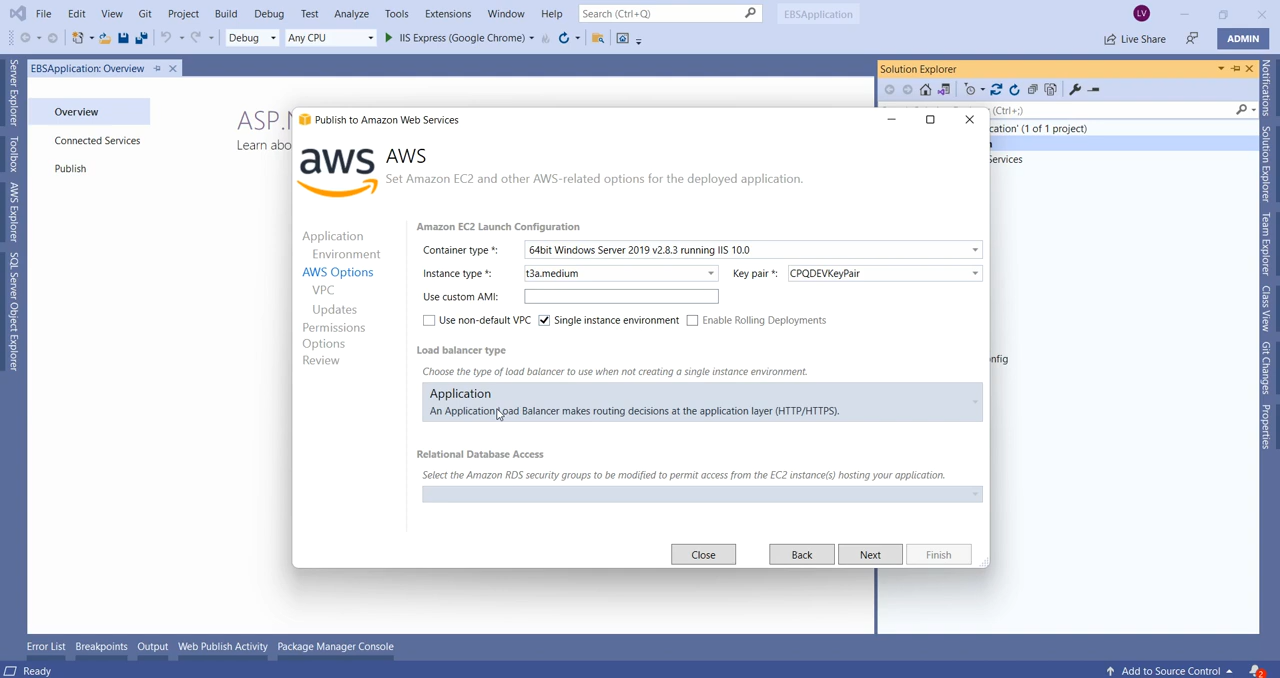 File Edit View Git Project Build Debug Test Analyze Tools Extensions Window Help Search (Ctrl+Q) EBSApplication LV
Debug Any CPU IIS Express (Google Chrome) Live Share ADMIN
EBSApplication: Overview
Solution Explorer
Overview
Connected Services
Publish
ASP.N
Learn abo
(Ctrl+;)
cation' (1 of 1 project)
Services
onfig
Publish to Amazon Web Services
aws
AWS
Set Amazon EC2 and other AWS-related options for the deployed application.
Application
Environment
AWS Options
VPC
Updates
Permissions
Options
Review
Amazon EC2 Launch Configuration
Container type *: 64bit Windows Server 2019 v2.8.3 running IIS 10.0
Instance type *: t3a.medium Key pair *: CPQDEVKeyPair
Use custom AMI:
Use non-default VPC Single instance environment Enable Rolling Deployments
Load balancer type
Choose the type of load balancer to use when not creating a single instance environment.
Application
An Application Load Balancer makes routing decisions at the application layer (HTTP/HTTPS).
Relational Database Access
Select the Amazon RDS security groups to be modified to permit access from the EC2 instance(s) hosting your application.
Close Back Next Finish
Server Explorer
Toolbox
AWS Explorer
SQL Server Object Explorer
Notifications
Solution Explorer
Team Explorer
Class View
Git Changes
Properties
Error List Breakpoints Output Web Publish Activity Package Manager Console
Ready Add to Source Control 2